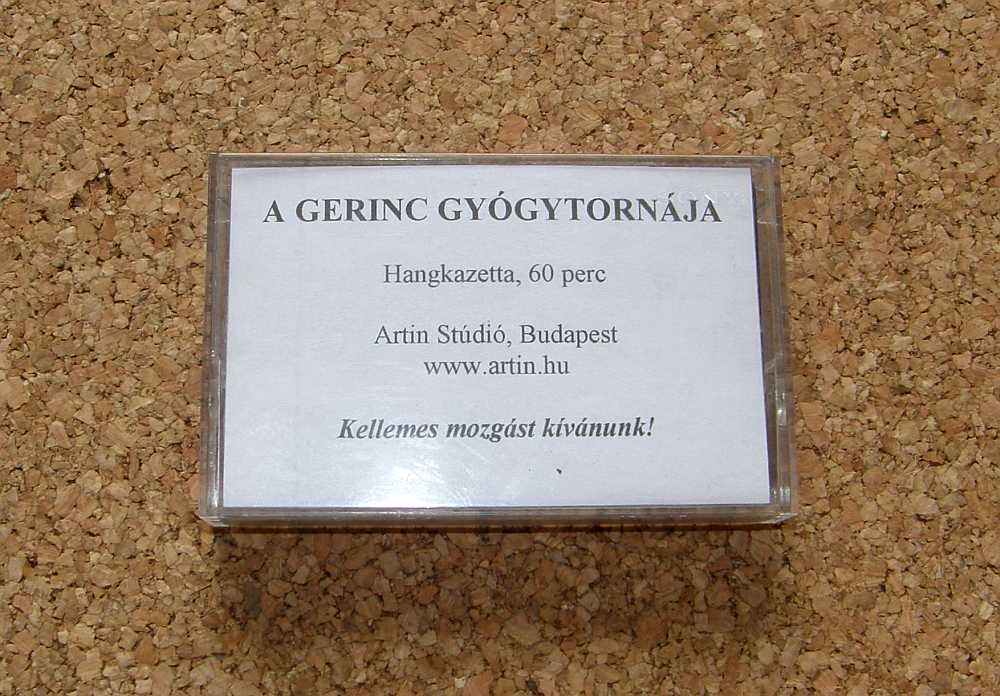 A GERINC GYÓGYTORNÁJA
Hangkazetta, 60 perc
Artin Stúdió, Budapest
www.artin.hu
Kellemes mozgást kívánunk!